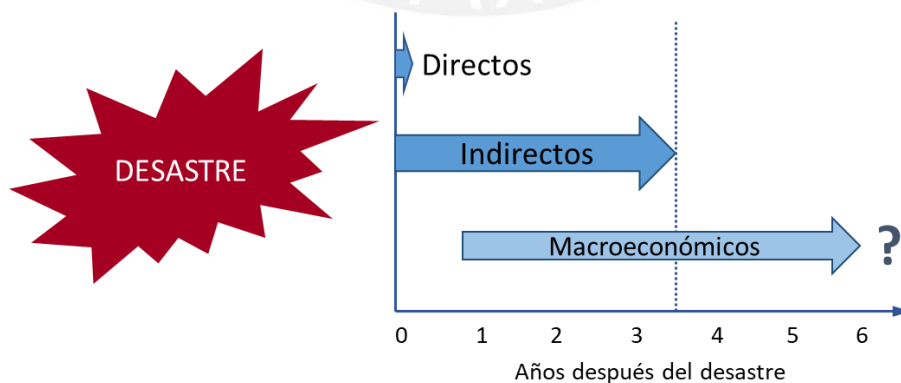 Directos
DESASTRE
Indirectos
Macroeconómicos
?
0 1 2 3 4 5 6
Años después del desastre